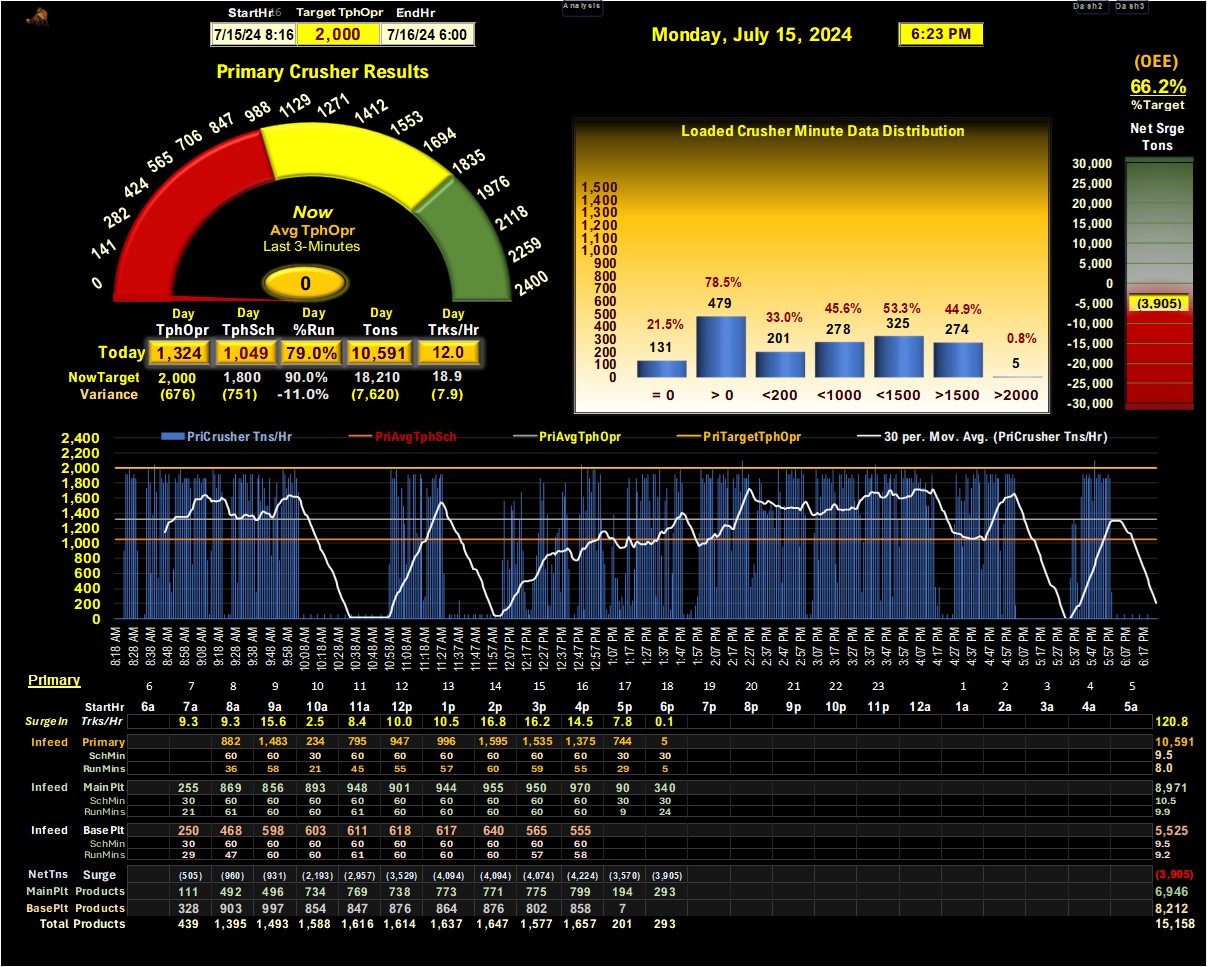 Analysis
Dash2 Dash3
StartHr 16 Target TphOpr EndHr
7/15/24 8:16 2,000 7/16/24 6:00
Monday, July 15, 2024
6:23 PM
Primary Crusher Results
0 141 282 424 565 706 847 988 1129 1271 1412 1553 1694 1835 1976 2118 2259 2400
Now
Avg TphOpr
Last 3-Minutes
0
Day Day Day Day Day
TphOpr TphSch %Run Tons Trks/Hr
Today 1,324 1,049 79.0% 10,591 12.0
NowTarget 2,000 1,800 90.0% 18,210 18.9
Variance (676) (751) -11.0% (7,620) (7.9)
Loaded Crusher Minute Data Distribution
1,500
1,400
1,300
1,200
1,100
1,000
900
800
700
600
500
400
300
200
100
0
21.5% 78.5% 33.0% 45.6% 53.3% 44.9% 0.8%
131 479 201 278 325 274 5
= 0 > 0 <200 <1000 <1500 >1500 >2000
(OEE)
66.2%
%Target
Net Srge
Tons
30,000
25,000
20,000
15,000
10,000
5,000
0
-5,000
-10,000
-15,000
-20,000
-25,000
-30,000
(3,905)
PriCrusher Tns/Hr PriAvgTphSch PriAvgTphOpr PriTargetTphOpr 30 per. Mov. Avg. (PriCrusher Tns/Hr)
2,400
2,200
2,000
1,800
1,600
1,400
1,200
1,000
800
600
400
200
0
8:18 AM 8:28 AM 8:38 AM 8:48 AM 8:58 AM 9:08 AM 9:18 AM 9:28 AM 9:38 AM 9:48 AM 9:58 AM 10:08 AM 10:18 AM 10:28 AM 10:38 AM 10:48 AM 10:58 AM 11:08 AM 11:18 AM 11:27 AM 11:37 AM 11:47 AM 11:57 AM 12:07 PM 12:17 PM 12:27 PM 12:37 PM 12:47 PM 12:57 PM 1:07 PM 1:17 PM 1:27 PM 1:37 PM 1:47 PM 1:57 PM 2:07 PM 2:17 PM 2:27 PM 2:37 PM 2:47 PM 2:57 PM 3:07 PM 3:17 PM 3:27 PM 3:37 PM 3:47 PM 3:57 PM 4:07 PM 4:17 PM 4:27 PM 4:37 PM 4:47 PM 4:57 PM 5:07 PM 5:17 PM 5:27 PM 5:37 PM 5:47 PM 5:57 PM 6:07 PM 6:17 PM
Primary
6 7 8 9 10 11 12 13 14 15 16 17 18 19 20 21 22 23 1 2 3 4 5
StartHr 6a 7a 8a 9a 10a 11a 12p 1p 2p 3p 4p 5p 6p 7p 8p 9p 10p 11p 12a 1a 2a 3a 4a 5a
SurgeIn Trks/Hr 9.3 9.3 15.6 2.5 8.4 10.0 10.5 16.8 16.2 14.5 7.8 0.1 120.8
Infeed Primary 882 1,483 234 795 947 996 1,595 1,535 1,375 744 5 10,591
SchMin 60 60 30 60 60 60 60 60 60 30 30 9.5
RunMins 36 58 21 45 55 57 60 59 55 29 5 8.0
Infeed MainPlt 255 869 856 893 948 901 944 955 950 970 90 340 8,971
SchMin 30 60 60 60 60 60 60 60 60 60 30 30 10.5
RunMins 21 61 60 60 61 60 60 60 60 60 9 24 9.9
Infeed BasePlt 250 468 598 603 611 618 617 640 565 555 5,525
SchMin 30 60 60 60 60 60 60 60 60 60 9.5
RunMins 29 47 60 60 61 60 60 60 57 58 9.2
NetTns Surge (505) (960) (931) (2,193) (2,957) (3,529) (4,094) (4,094) (4,074) (4,224) (3,570) (3,905) (3,905)
MainPlt Products 111 492 496 734 769 738 773 771 775 799 194 293 6,946
BasePlt Products 328 903 997 854 847 876 864 876 802 858 7 8,212
Total Products 439 1,395 1,493 1,588 1,616 1,614 1,637 1,647 1,577 1,657 201 293 15,158